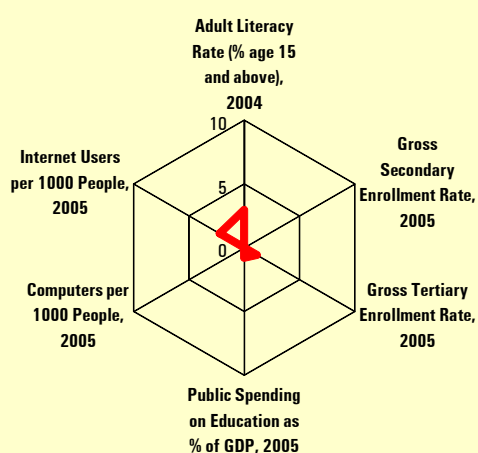 Adult Literacy
Rate (% age 15
and above),
2004
10
5
0
Gross
Secondary
Enrollment Rate,
2005
Gross Tertiary
Enrollment Rate,
2005
Public Spending
on Education as
% of GDP, 2005
Computers per
1000 People,
2005
Internet Users
per 1000 People,
2005